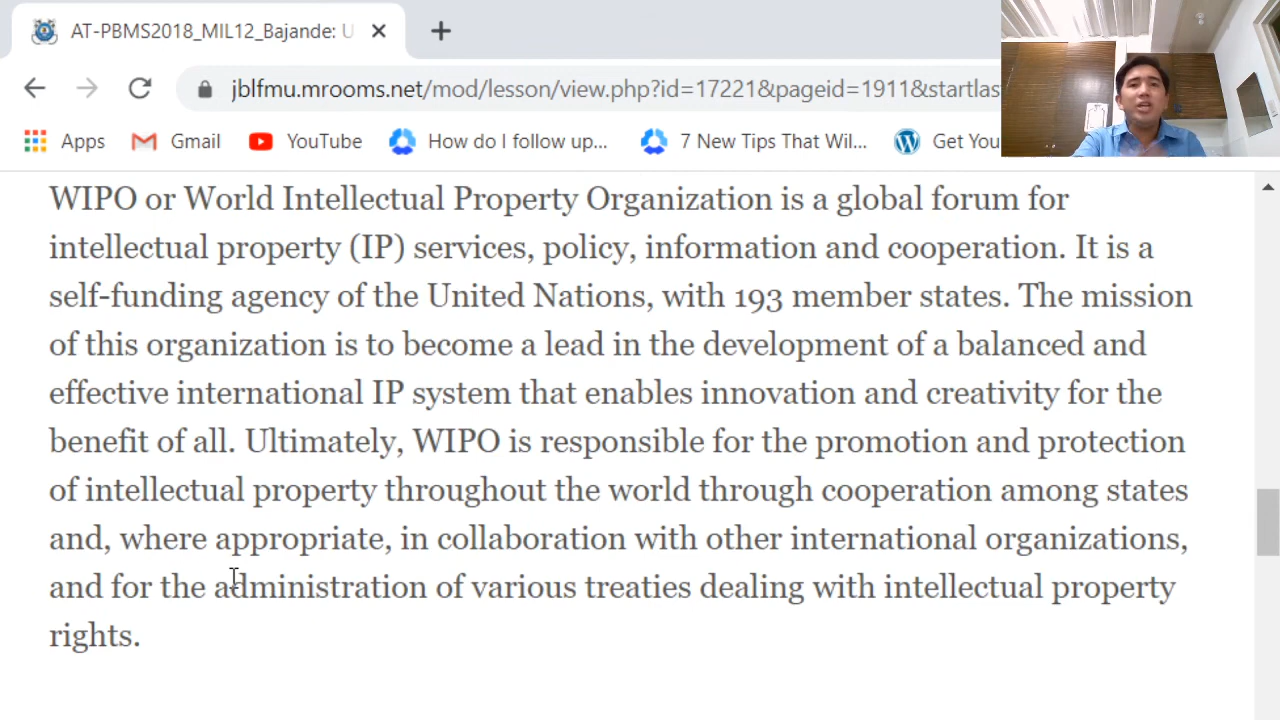 AT-PBMS2018_MIL12_Bajande: U
jblfmu.mrooms.net/mod/lesson/view.php?id=17221&pageid=1911&startlas
Apps Gmail YouTube How do I follow up... 7 New Tips That Wil... Get You
WIPO or World Intellectual Property Organization is a global forum for
intellectual property (IP) services, policy, information and cooperation. It is a
self-funding agency of the United Nations, with 193 member states. The mission
of this organization is to become a lead in the development of a balanced and
effective international IP system that enables innovation and creativity for the
benefit of all. Ultimately, WIPO is responsible for the promotion and protection
of intellectual property throughout the world through cooperation among states
and, where appropriate, in collaboration with other international organizations,
and for the administration of various treaties dealing with intellectual property
rights.